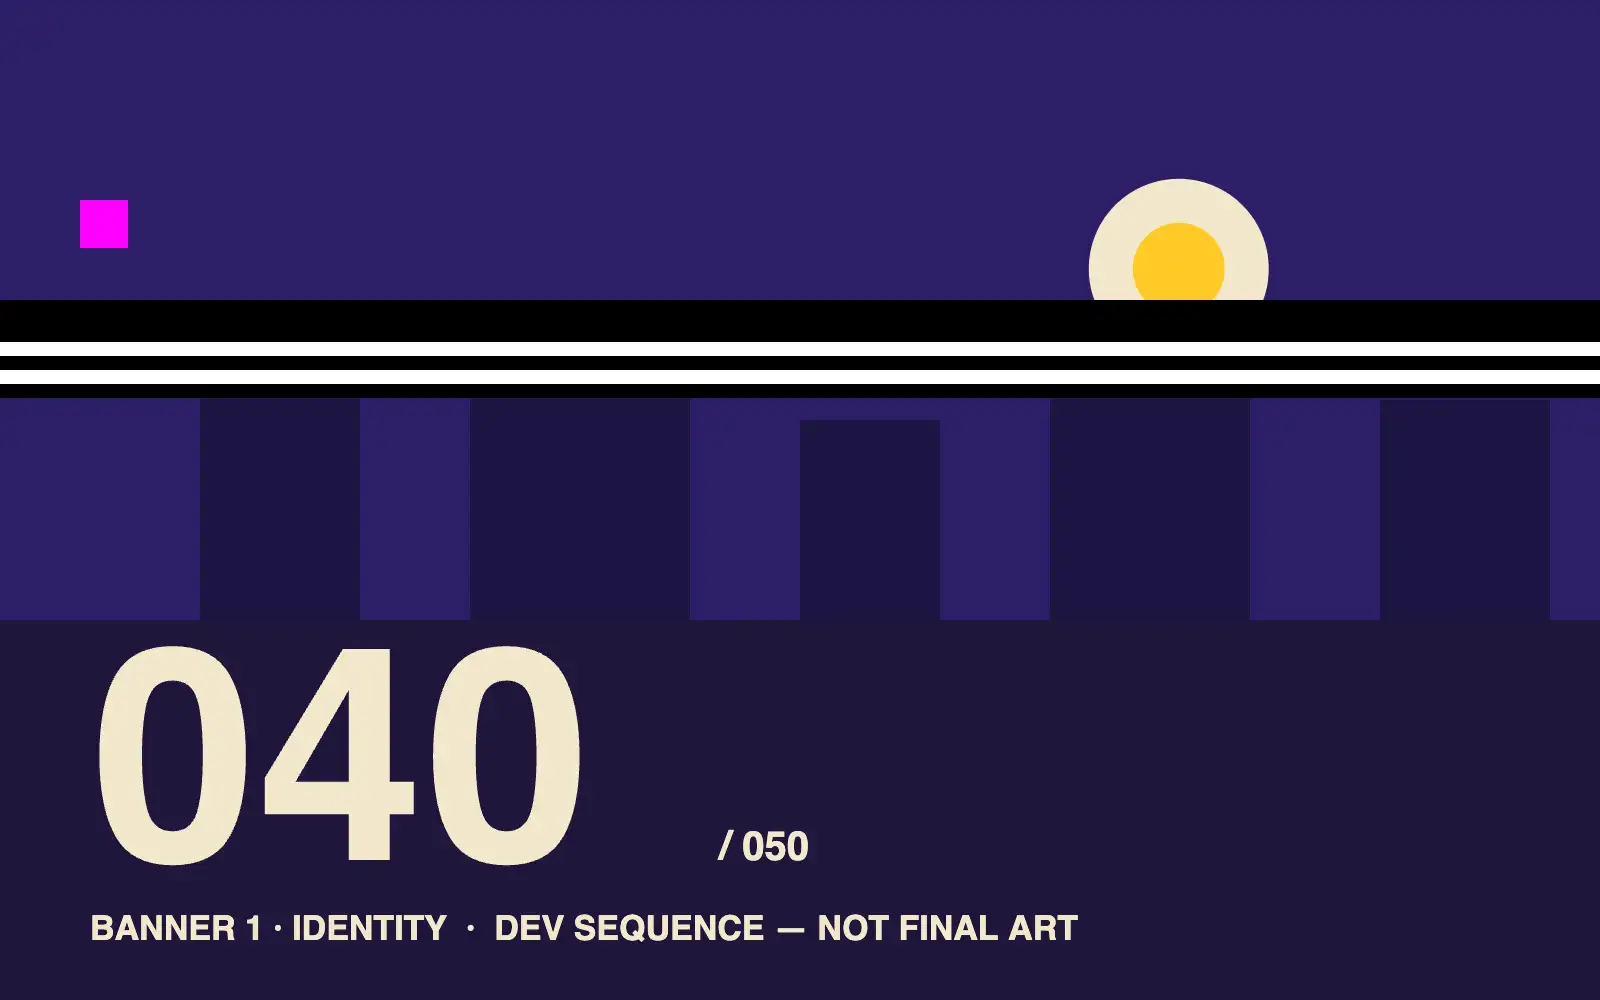 040 / 050
BANNER 1 · IDENTITY · DEV SEQUENCE — NOT FINAL ART